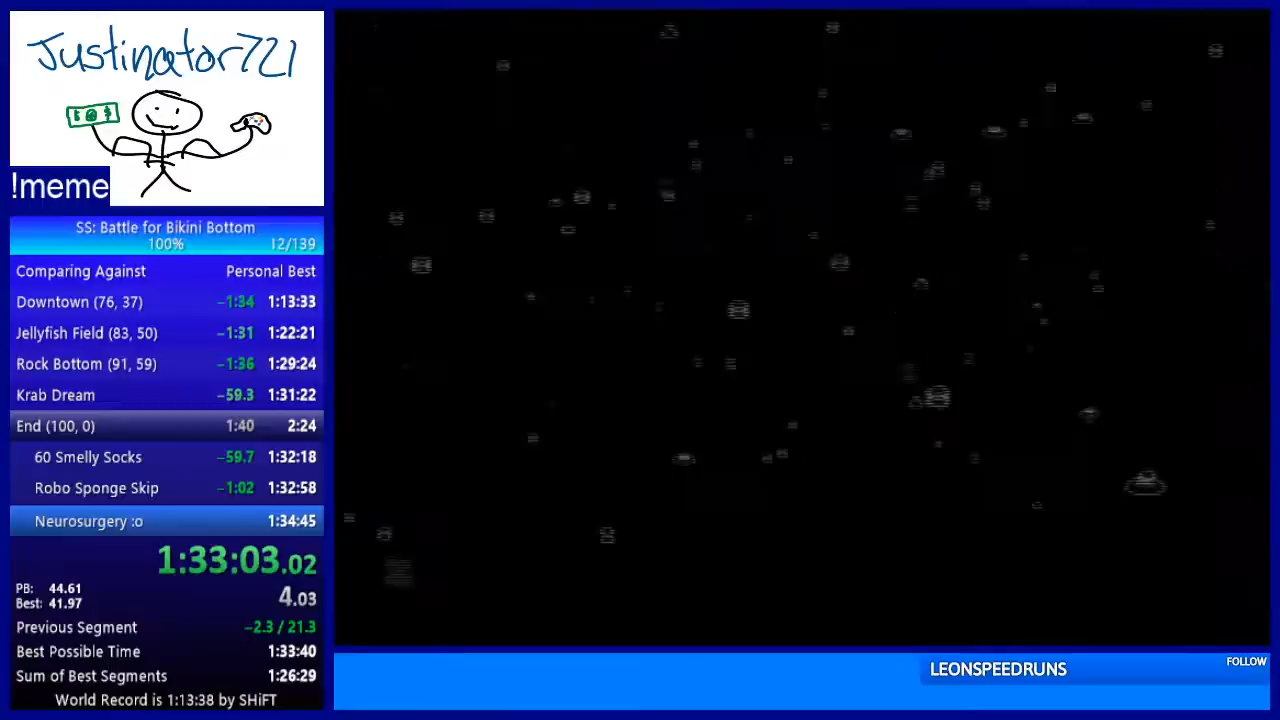 Justinator721
!meme
SS: Battle for Bikini Bottom
100% 12/139
Comparing Against Personal Best
Downtown (76, 37) −1:34 1:13:33
Jellyfish Field (83, 50) −1:31 1:22:21
Rock Bottom (91, 59) −1:36 1:29:24
Krab Dream −59.3 1:31:22
End (100, 0) 1:40 2:24
60 Smelly Socks −59.7 1:32:18
Robo Sponge Skip −1:02 1:32:58
Neurosurgery :o 1:34:45
1:33:03.02
PB: 44.61
Best: 41.97
4.03
Previous Segment −2.3 / 21.3
Best Possible Time 1:33:40
Sum of Best Segments 1:26:29
World Record is 1:13:38 by SHiFT
LEONSPEEDRUNS
FOLLOW